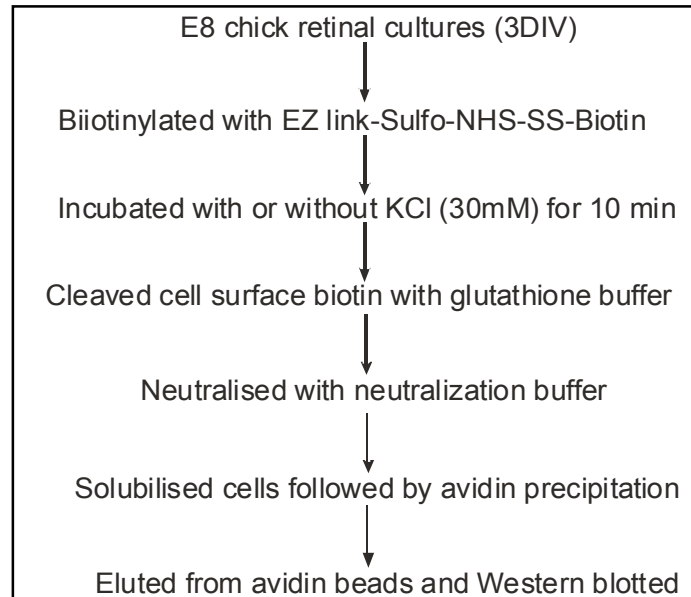 E8 chick retinal cultures (3DIV)
Biiotinylated with EZ link-Sulfo-NHS-SS-Biotin
Incubated with or without KCl (30mM) for 10 min
Cleaved cell surface biotin with glutathione buffer
Neutralised with neutralization buffer
Solubilised cells followed by avidin precipitation
Eluted from avidin beads and Western blotted